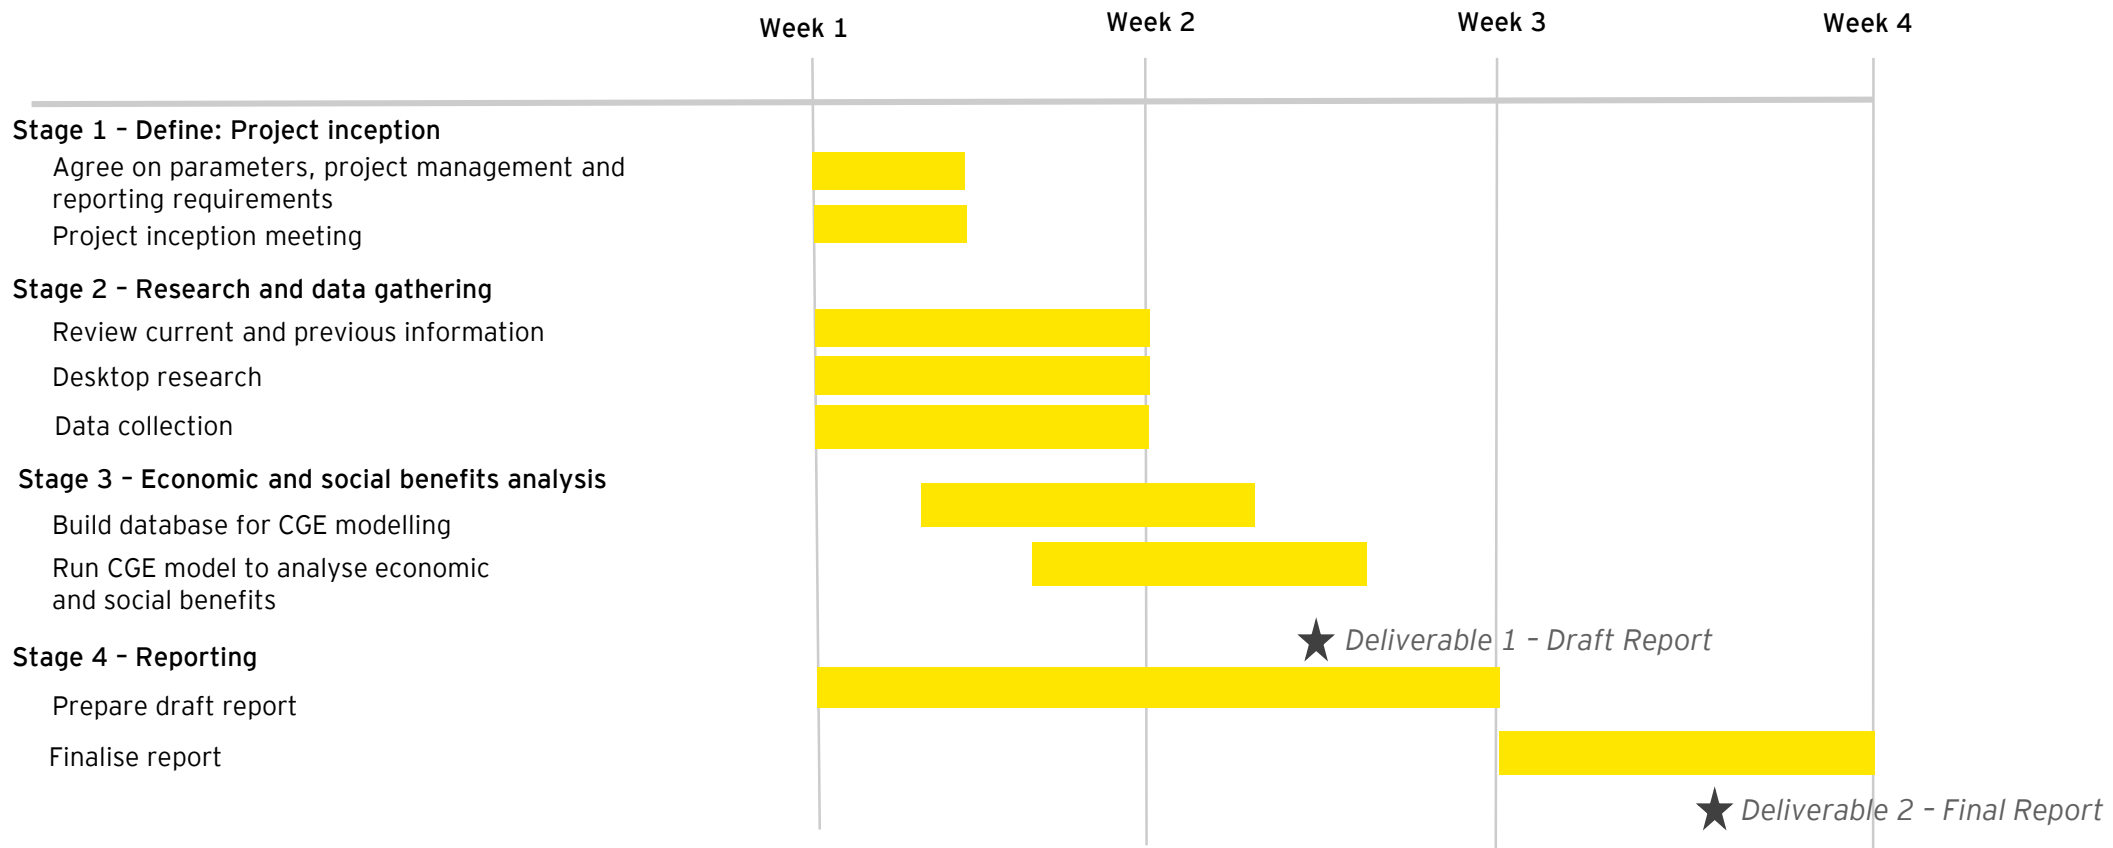 Week 1
Week 2
Week 3
Week 4
Stage 1 – Define: Project inception
Agree on parameters, project management and
reporting requirements
Project inception meeting
Stage 2 – Research and data gathering
Review current and previous information
Desktop research
Data collection
Stage 3 – Economic and social benefits analysis
Build database for CGE modelling
Run CGE model to analyse economic
and social benefits
Deliverable 1 – Draft Report
Stage 4 – Reporting
Prepare draft report
Finalise report
Deliverable 2 – Final Report